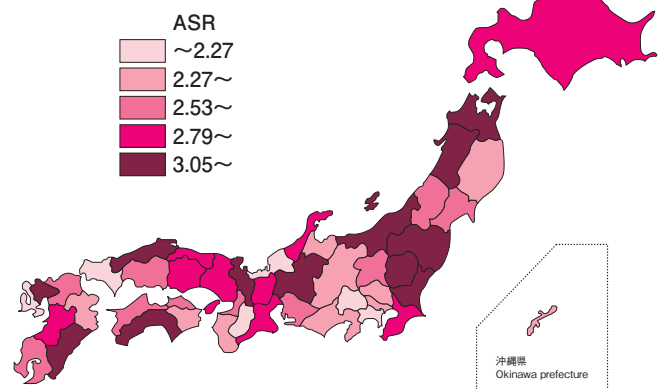 ASR
～2.27
2.27～
2.53～
2.79～
3.05～
沖縄県
Okinawa prefecture